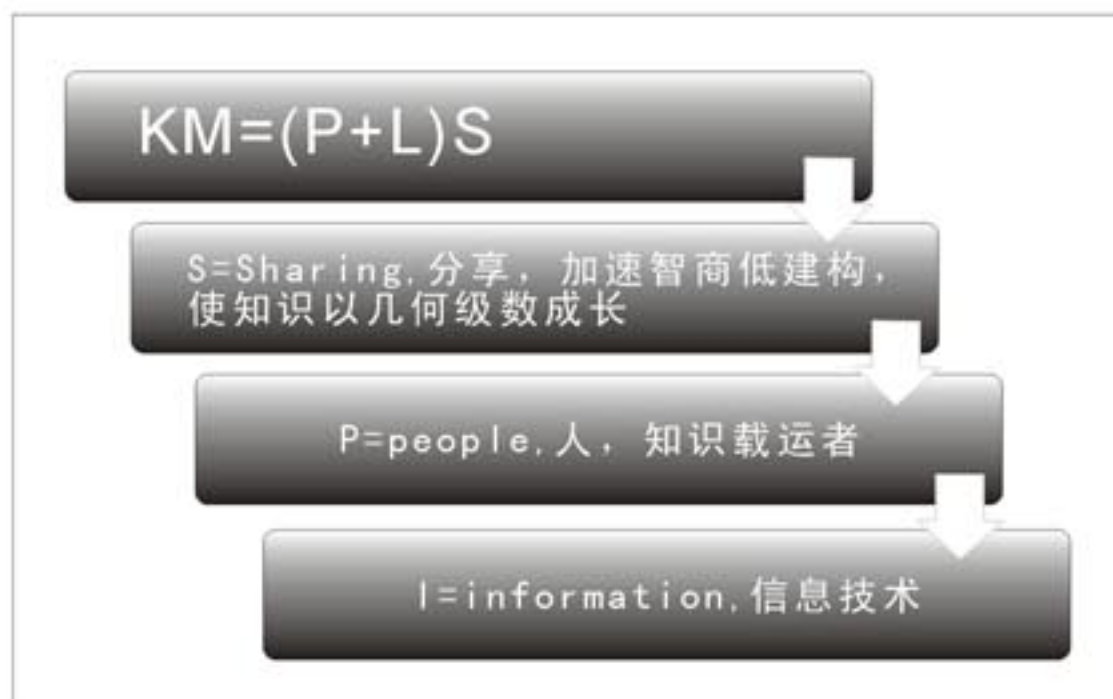 KM=(P+L)S
S=Sharing,分享，加速智商低建构，
使知识以几何级数成长
P=people,人，知识载运者
I=information,信息技术